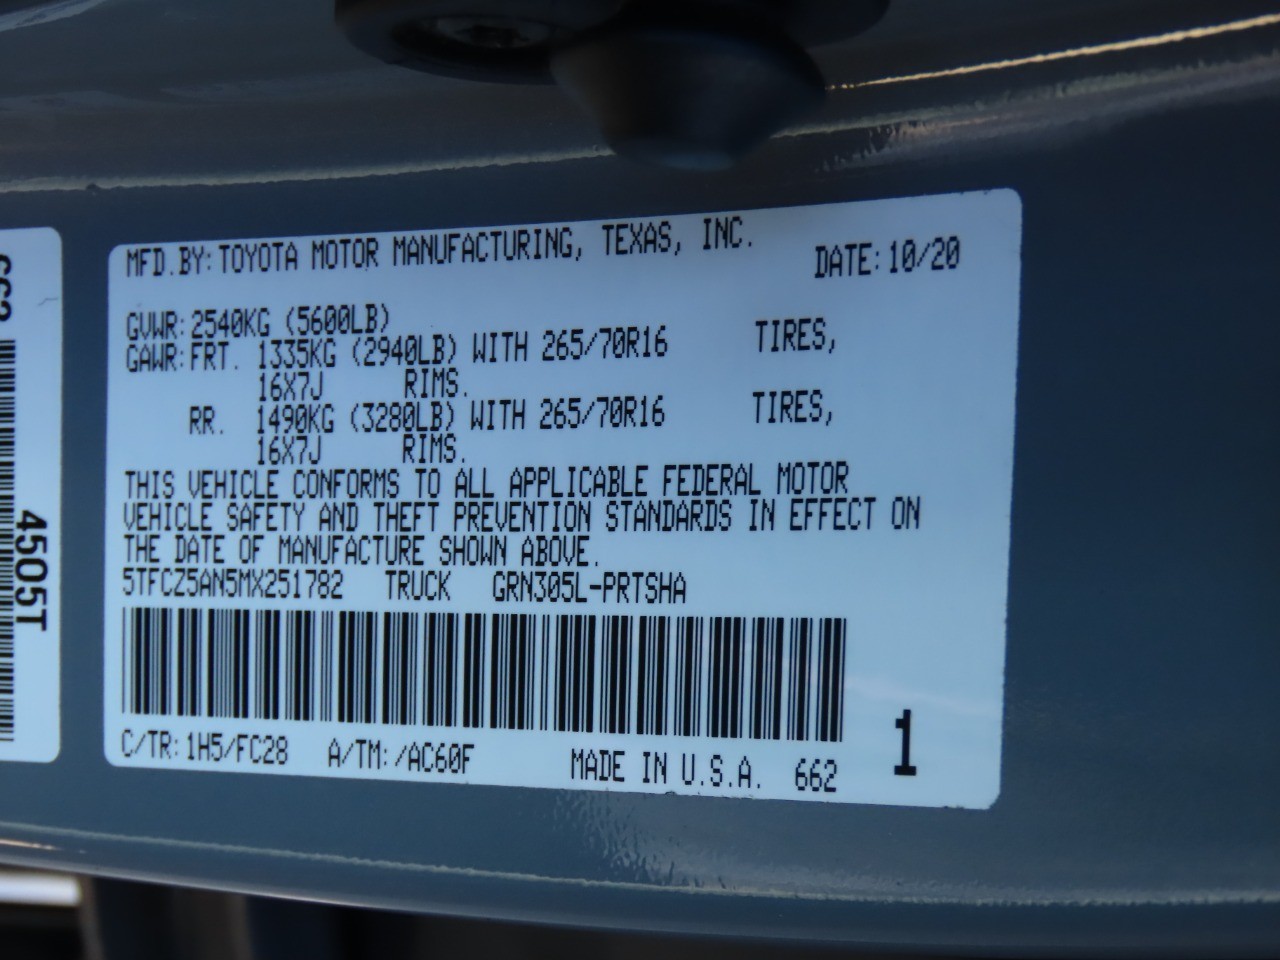 MFD.BY: TOYOTA MOTOR MANUFACTURING, TEXAS, INC.
DATE: 10/20
GVWR: 2540KG (5600LB)
GAWR: FRT. 1335KG (2940LB) WITH 265/70R16 TIRES,
16X7J RIMS.
RR. 1490KG (3280LB) WITH 265/70R16 TIRES,
16X7J RIMS.
THIS VEHICLE CONFORMS TO ALL APPLICABLE FEDERAL MOTOR
VEHICLE SAFETY AND THEFT PREVENTION STANDARDS IN EFFECT ON
THE DATE OF MANUFACTURE SHOWN ABOVE.
5TFCZ5AN5MX251782 TRUCK GRN305L-PRTSHA
C/TR: 1H5/FC28 A/TM: /AC60F MADE IN U.S.A. 662
1
4505T